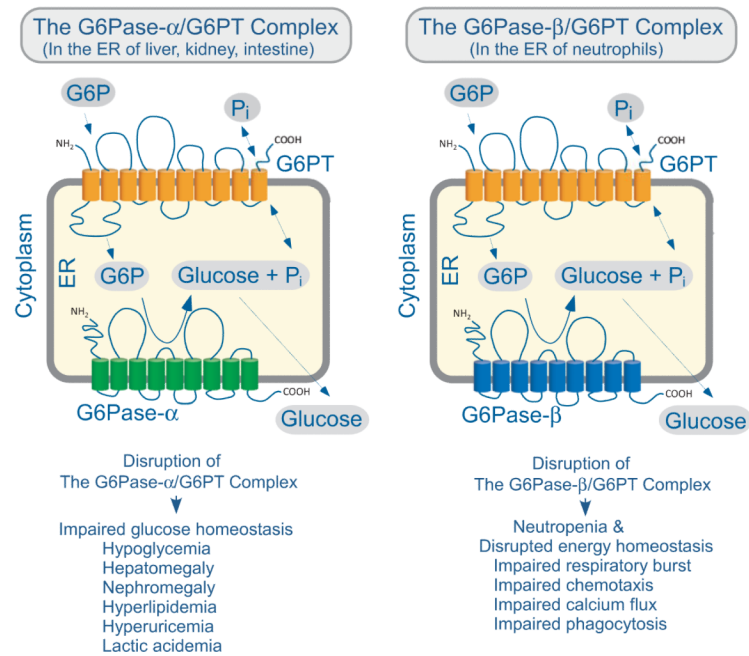 The G6Pase-α/G6PT Complex
(In the ER of liver, kidney, intestine)
G6P
Pi
NH2
COOH
G6PT
Cytoplasm
ER
G6P
Glucose + Pi
NH2
COOH
G6Pase-α
Glucose
Disruption of
The G6Pase-α/G6PT Complex
Impaired glucose homeostasis
Hypoglycemia
Hepatomegaly
Nephromegaly
Hyperlipidemia
Hyperuricemia
Lactic acidemia
The G6Pase-β/G6PT Complex
(In the ER of neutrophils)
G6P
Pi
NH2
COOH
G6PT
Cytoplasm
ER
G6P
Glucose + Pi
NH2
COOH
G6Pase-β
Glucose
Disruption of
The G6Pase-β/G6PT Complex
Neutropenia &
Disrupted energy homeostasis
Impaired respiratory burst
Impaired chemotaxis
Impaired calcium flux
Impaired phagocytosis